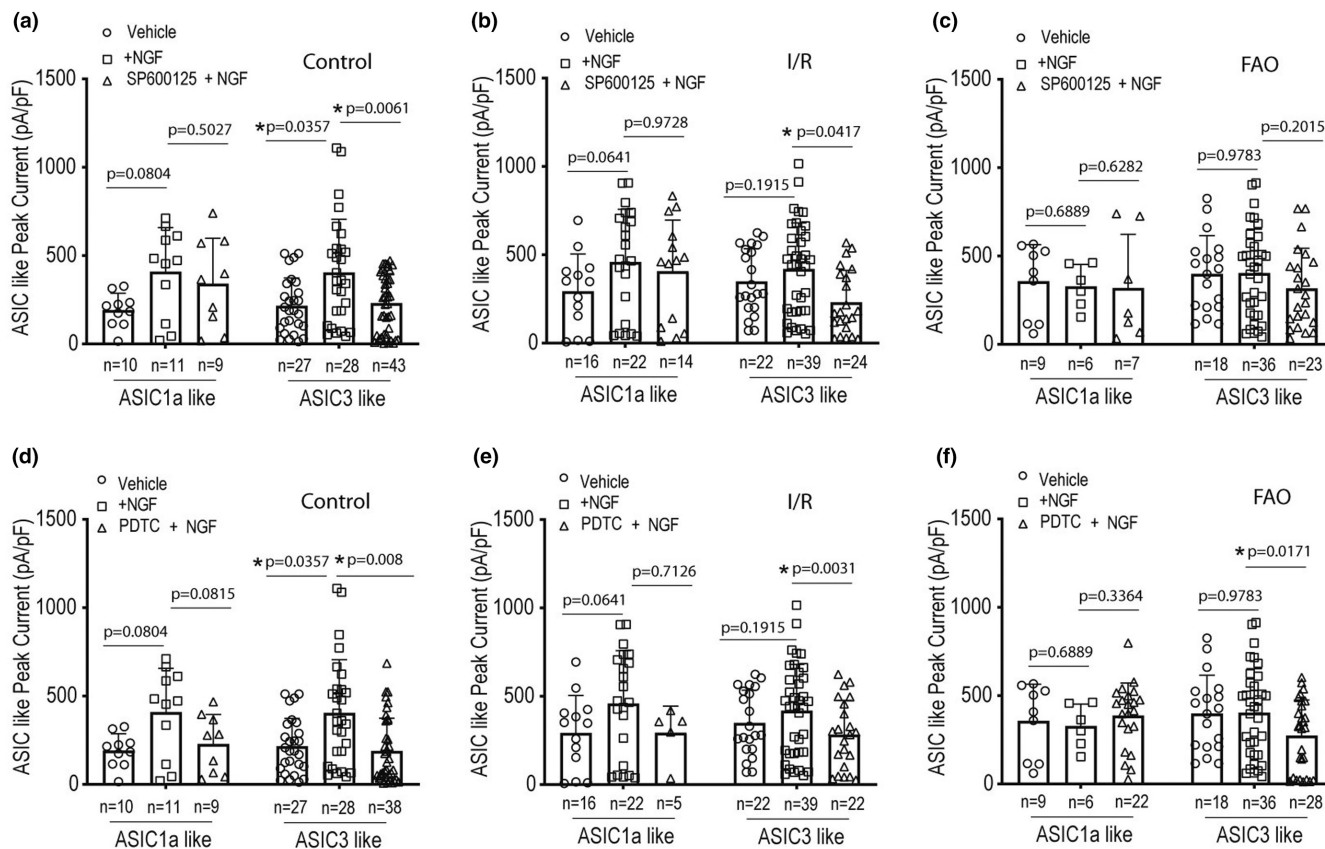 (a)
Vehicle
+NGF
SP600125 + NGF
Control
ASIC like Peak Current (pA/pF)
1500
1000
500
0
p=0.0804
p=0.5027
* p=0.0357
* p=0.0061
n=10 n=11 n=9 n=27 n=28 n=43
ASIC1a like ASIC3 like
(b)
Vehicle
+NGF
SP600125 + NGF
I/R
ASIC like Peak Current (pA/pF)
1500
1000
500
0
p=0.0641
p=0.9728
p=0.1915
* p=0.0417
n=16 n=22 n=14 n=22 n=39 n=24
ASIC1a like ASIC3 like
(c)
Vehicle
+NGF
SP600125 + NGF
FAO
ASIC like Peak Current (pA/pF)
1500
1000
500
0
p=0.6889
p=0.6282
p=0.9783
p=0.2015
n=9 n=6 n=7 n=18 n=36 n=23
ASIC1a like ASIC3 like
(d)
Vehicle
+NGF
PDTC + NGF
Control
ASIC like Peak Current (pA/pF)
1500
1000
500
0
p=0.0804
p=0.0815
* p=0.0357
* p=0.008
n=10 n=11 n=9 n=27 n=28 n=38
ASIC1a like ASIC3 like
(e)
Vehicle
+NGF
PDTC + NGF
I/R
ASIC like Peak Current (pA/pF)
1500
1000
500
0
p=0.0641
p=0.7126
p=0.1915
* p=0.0031
n=16 n=22 n=5 n=22 n=39 n=22
ASIC1a like ASIC3 like
(f)
Vehicle
+NGF
PDTC + NGF
FAO
ASIC like Peak Current (pA/pF)
1500
1000
500
0
p=0.6889
p=0.3364
p=0.9783
* p=0.0171
n=9 n=6 n=22 n=18 n=36 n=28
ASIC1a like ASIC3 like